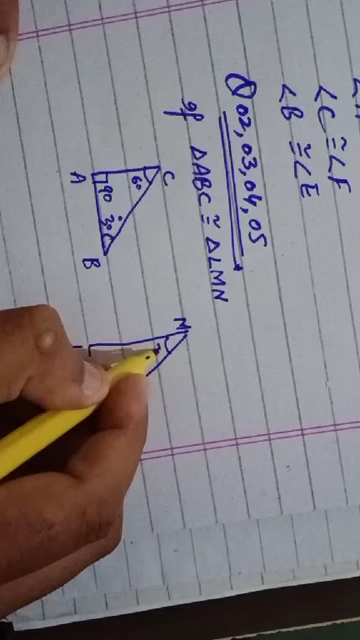 ∠C ≅ ∠F
∠B ≅ ∠E
Q 02, 03, 04, 05
If △ABC ≅ △LMN
C
60°
A
90
30°
B
M